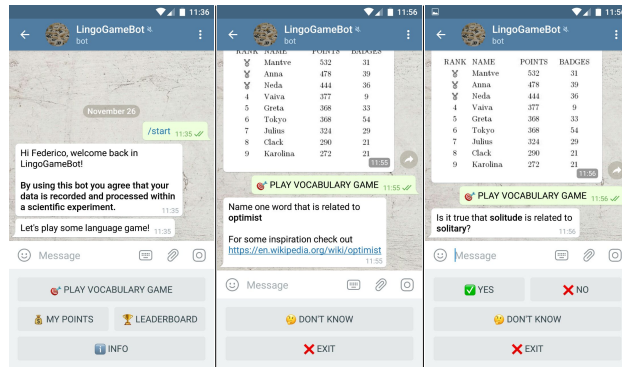 11:36
LingoGameBot
bot
November 26
/start 11:35
Hi Federico, welcome back in
LingoGameBot!
By using this bot you agree that your
data is recorded and processed within
a scientific experiment.
11:35
Let's play some language game! 11:35
Message
PLAY VOCABULARY GAME
MY POINTS
LEADERBOARD
INFO
11:56
LingoGameBot
bot
RANK NAME POINTS BADGES
Mantve 532 31
Anna 478 39
Neda 444 36
4 Vaiva 377 9
5 Greta 368 33
6 Tokyo 368 54
7 Julius 324 29
8 Clack 290 21
9 Karolina 272 21
11:55
PLAY VOCABULARY GAME 11:55
Name one word that is related to
optimist
For some inspiration check out
https://en.wikipedia.org/wiki/optimist
11:55
Message
DON'T KNOW
EXIT
LingoGameBot
bot
RANK NAME POINTS BADGES
Mantve 532 31
Anna 478 39
Neda 444 36
4 Vaiva 377 9
5 Greta 368 33
6 Tokyo 368 54
7 Julius 324 29
8 Clack 290 21
9 Karolina 272 21
11:56
PLAY VOCABULARY GAME 11:56
Is it true that solitude is related to
solitary?
11:56
Message
YES
NO
DON'T KNOW
EXIT